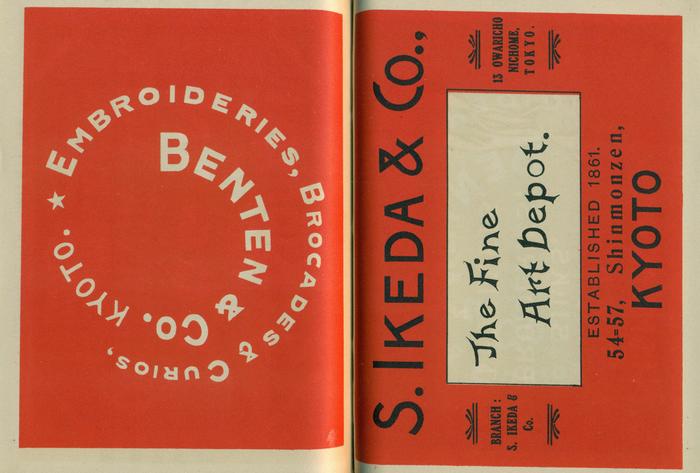 ★ EMBROIDERIES, BROCADES & CURIOS, KYOTO.
BENTEN & CO.
S. IKEDA & Co.,
BRANCH:
S. IKEDA &
Co.
The Fine
Art Depot.
13 OWARICHO
NICHOME,
TOKYO.
ESTABLISHED 1861.
54=57, Shinmonzen,
KYOTO